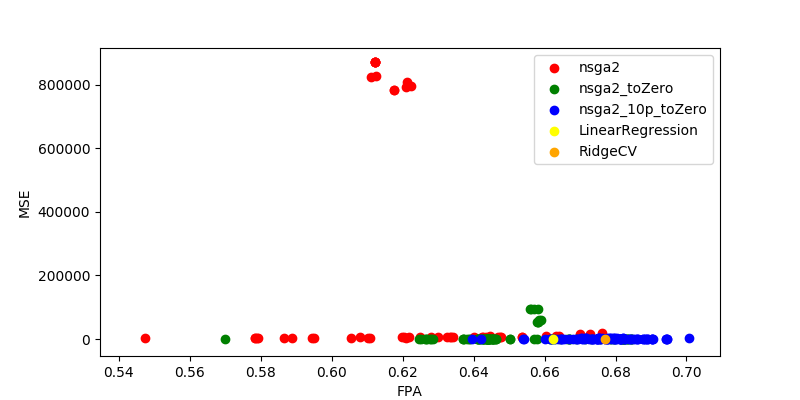 nsga2
nsga2_toZero
nsga2_10p_toZero
LinearRegression
RidgeCV
MSE
800000
600000
400000
200000
0
0.54 0.56 0.58 0.60 0.62 0.64 0.66 0.68 0.70
FPA